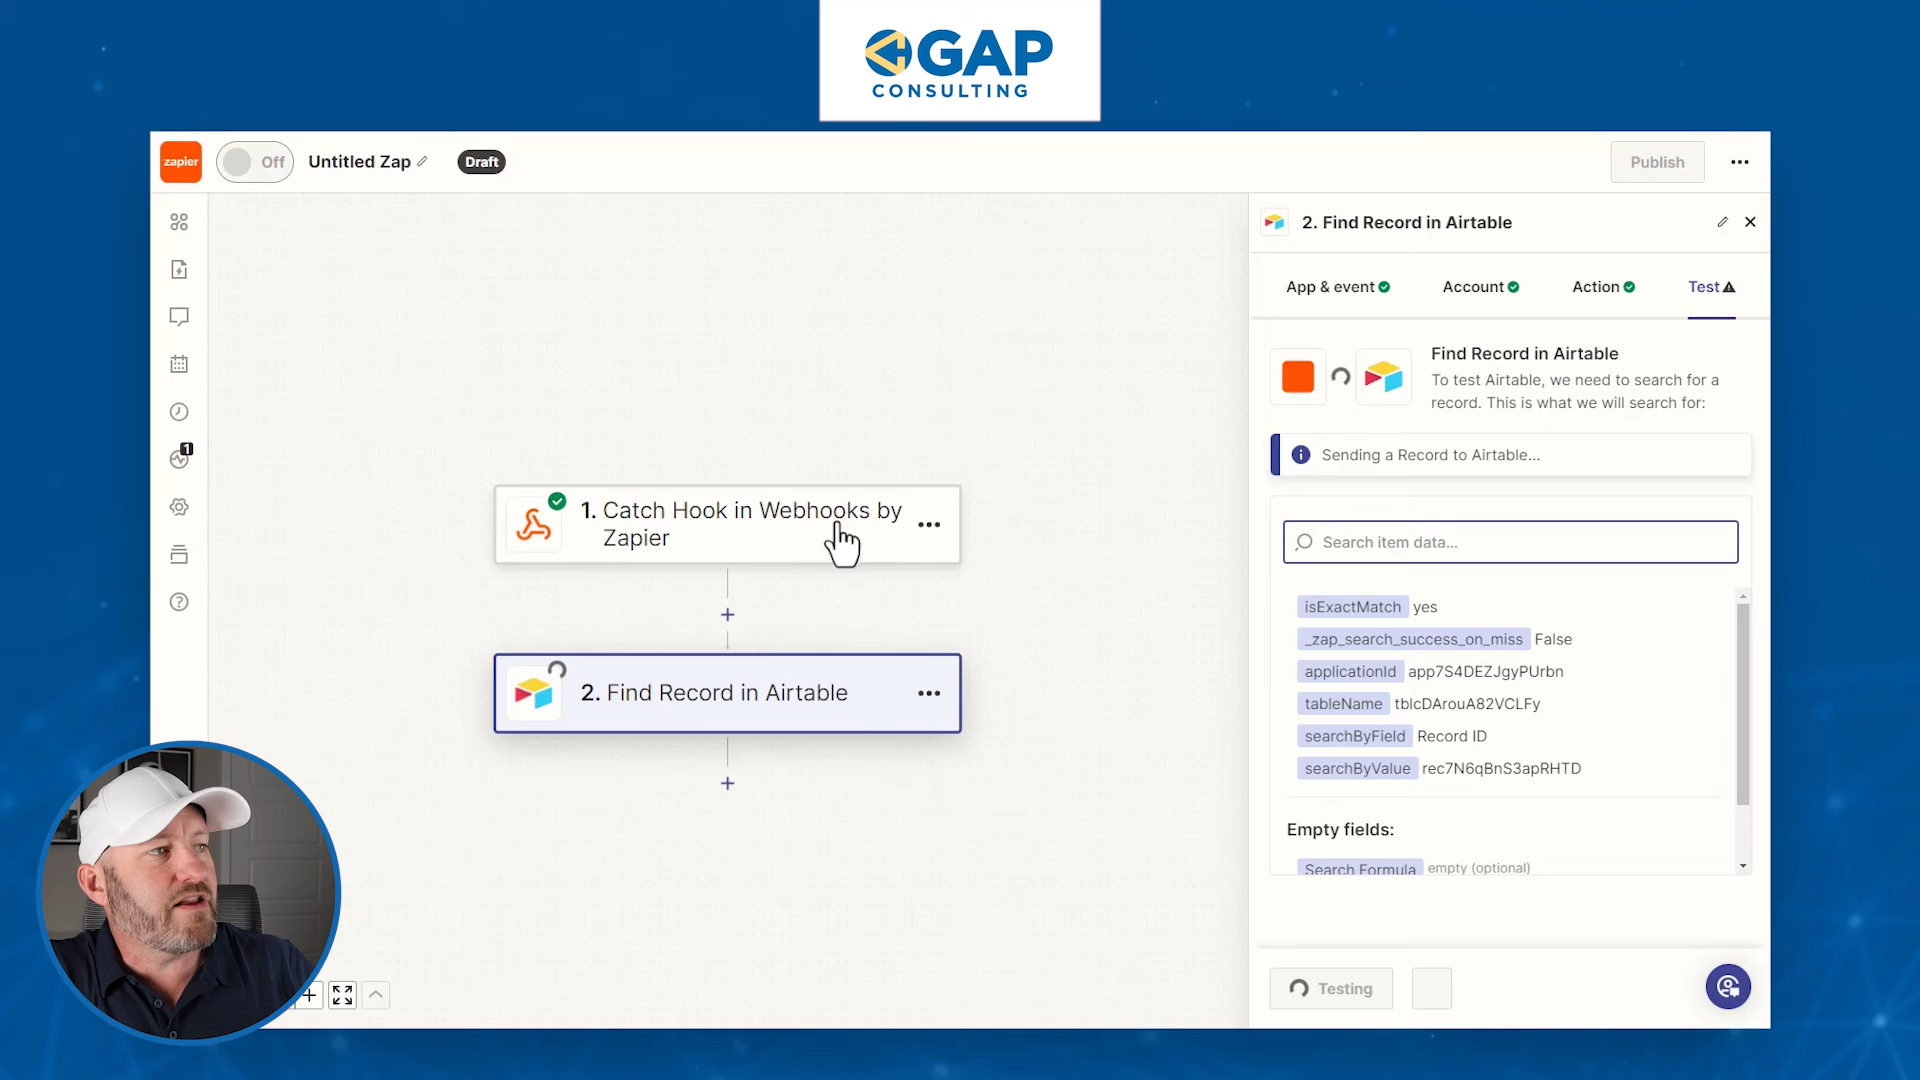 GAP
CONSULTING
zapier
Off
Untitled Zap
Draft
Publish
2. Find Record in Airtable
App & event
Account
Action
Test
Find Record in Airtable
To test Airtable, we need to search for a
record. This is what we will search for:
Sending a Record to Airtable...
Search item data...
isExactMatch yes
_zap_search_success_on_miss False
applicationId app7S4DEZJgyPUrbn
tableName tblcDArouA82VCLFy
searchByField Record ID
searchByValue rec7N6qBnS3apRHTD
Empty fields:
Search Formula empty (optional)
Testing
1
1. Catch Hook in Webhooks by
Zapier
2. Find Record in Airtable